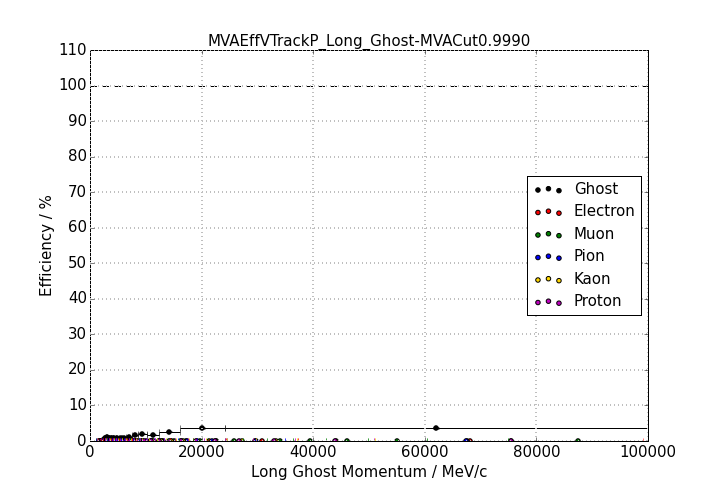 MVAEffVTrackP_Long_Ghost-MVACut0.9990
110
100
90
80
70
60
50
40
30
20
10
0
Efficiency / %
Ghost
Electron
Muon
Pion
Kaon
Proton
0 20000 40000 60000 80000 100000
Long Ghost Momentum / MeV/c